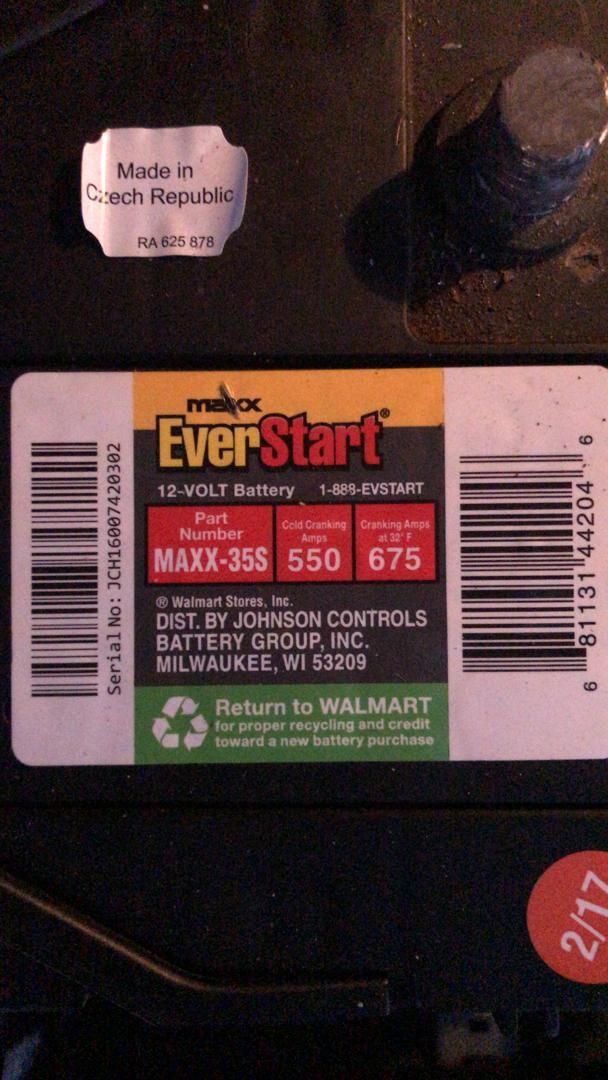 Made in
Czech Republic
RA 625 878
maxx
EverStart®
12-VOLT Battery 1-888-EVSTART
Part
Number
MAXX-35S
Cold Cranking
Amps
550
Cranking Amps
at 32° F
675
® Walmart Stores, Inc.
DIST. BY JOHNSON CONTROLS
BATTERY GROUP, INC.
MILWAUKEE, WI 53209
Return to WALMART
for proper recycling and credit
toward a new battery purchase
Serial No: JCH16007420302
6 81131 44204 6
2/17